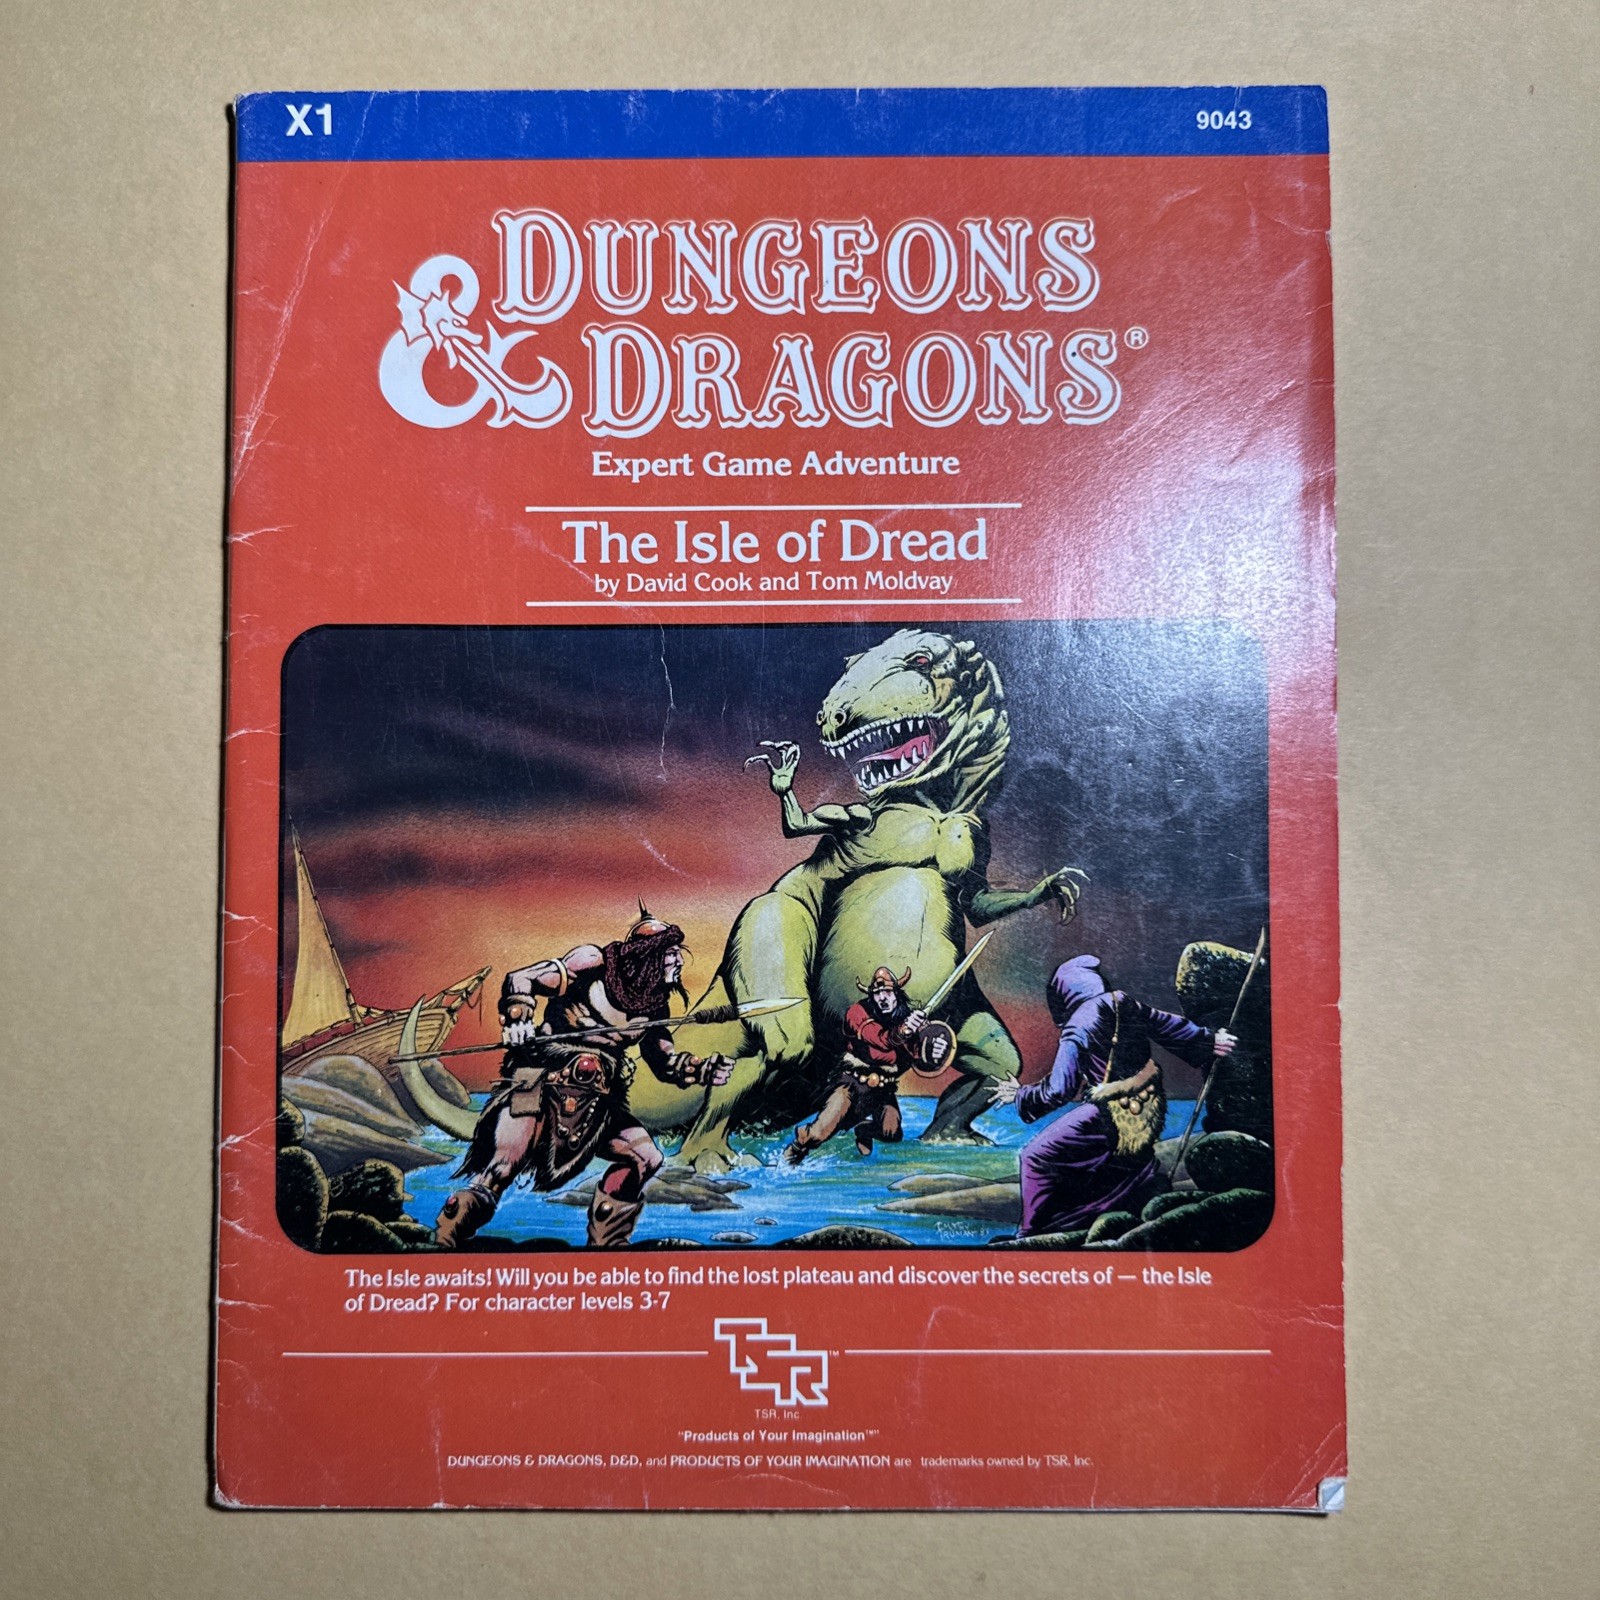 X1
9043
DUNGEONS
& DRAGONS®
Expert Game Adventure
The Isle of Dread
by David Cook and Tom Moldvay
The Isle awaits! Will you be able to find the lost plateau and discover the secrets of — the Isle
of Dread? For character levels 3-7
TSR™
TSR, Inc.
"Products of Your Imagination™"
DUNGEONS & DRAGONS, D&D, and PRODUCTS OF YOUR IMAGINATION are trademarks owned by TSR, Inc.